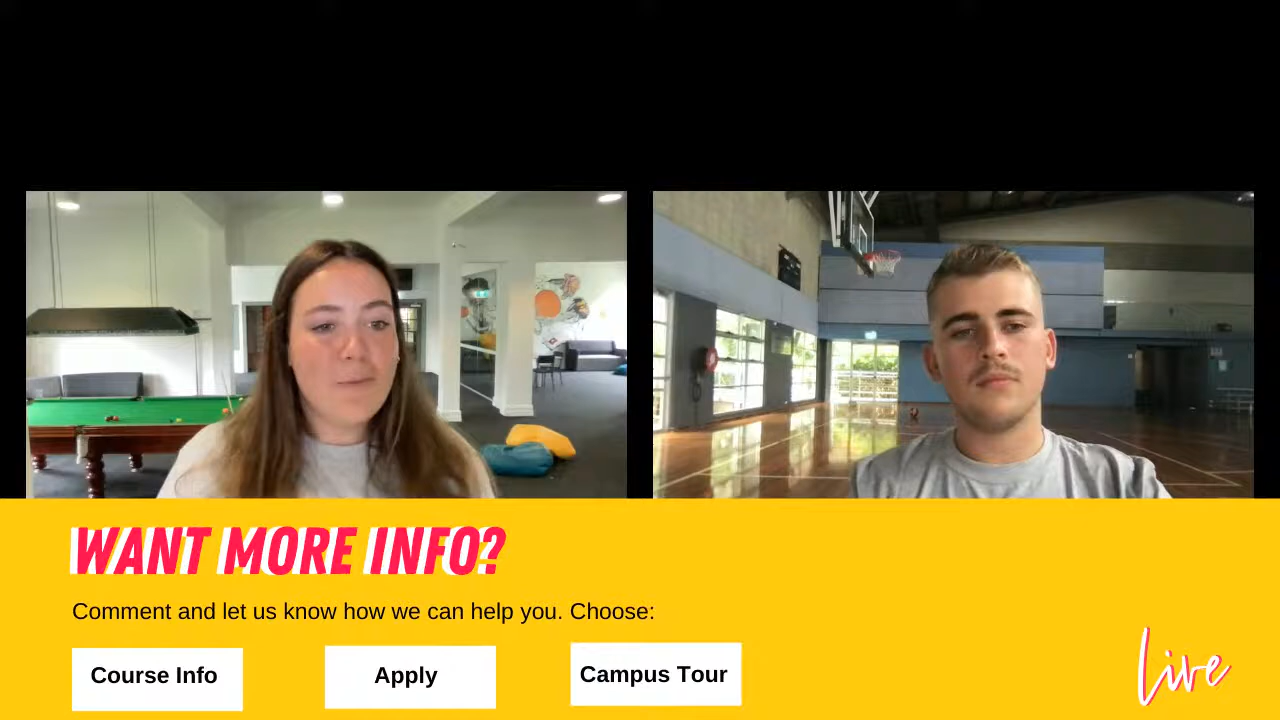 WANT MORE INFO?
Comment and let us know how we can help you. Choose:
Course Info
Apply
Campus Tour
Live